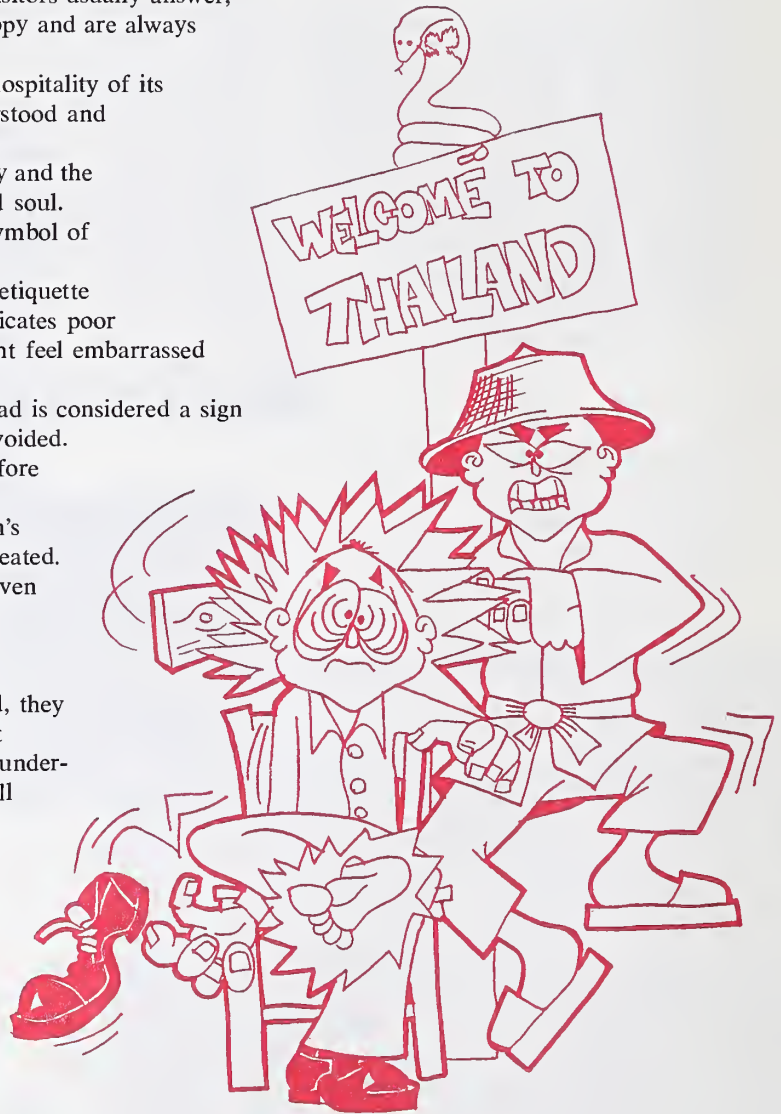 isitors usually answer,
ppy and are always
ospitality of its
stood and
y and the
l soul.
ymbol of
etiquette
icates poor
nt feel embarrassed
ad is considered a sign
voided.
fore
n's
eated.
ven
l, they
t
under-
ll
WELCOME TO
THAILAND